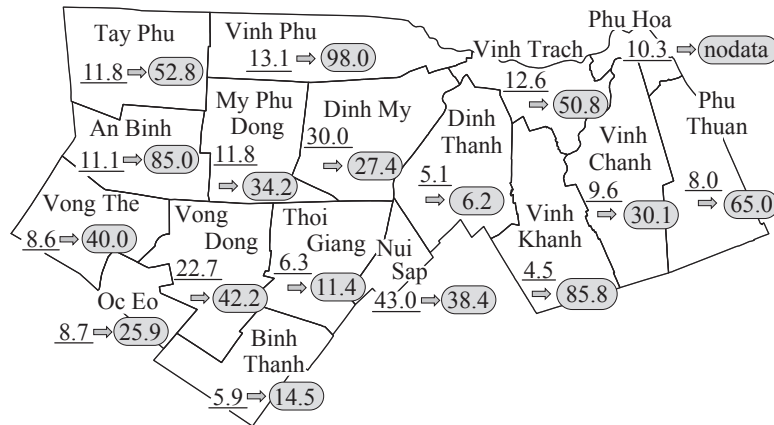 Tay Phu
11.8 ⇒ 52.8
Vinh Phu
13.1 ⇒ 98.0
Vinh Trach
12.6
⇒ 50.8
Phu Hoa
10.3 ⇒ nodata
An Binh
11.1 ⇒ 85.0
My Phu
Dong
11.8
⇒ 34.2
Dinh My
30.0
⇒ 27.4
Dinh
Thanh
5.1
⇒ 6.2
Vinh
Chanh
9.6
⇒ 30.1
Phu
Thuan
8.0
⇒ 65.0
Vong The
8.6 ⇒ 40.0
Vong
Dong
22.7
⇒ 42.2
Thoi
Giang
6.3
⇒ 11.4
Nui
Sap
43.0 ⇒ 38.4
Vinh
Khanh
4.5
⇒ 85.8
Oc Eo
8.7 ⇒ 25.9
Binh
Thanh
5.9 ⇒ 14.5